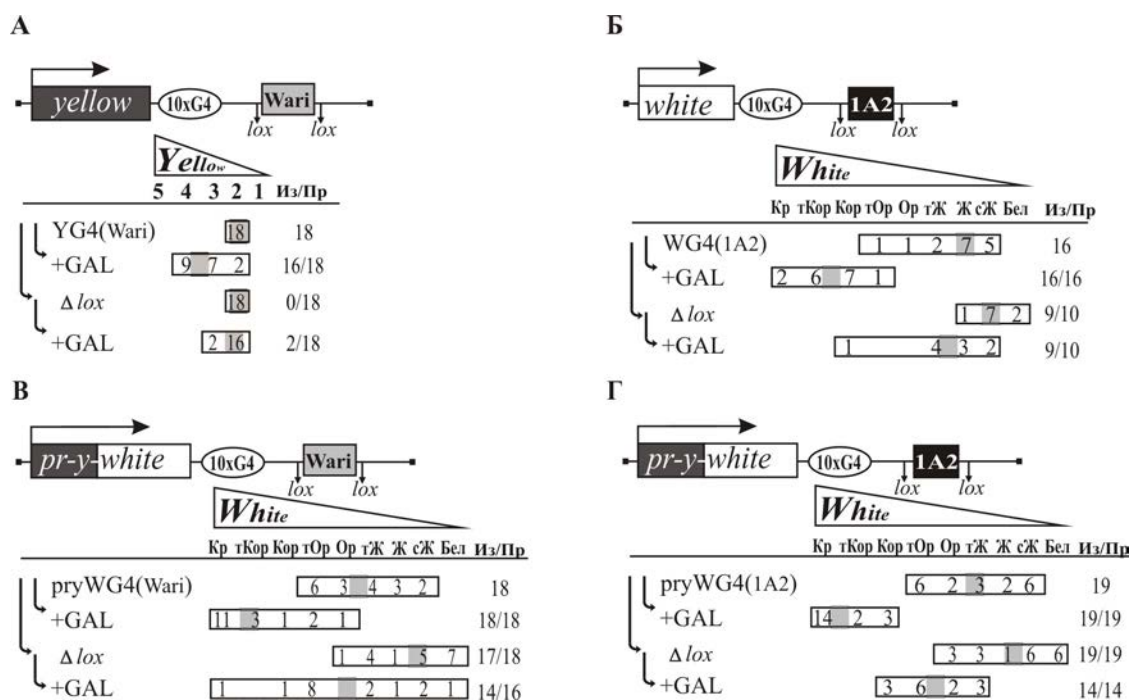 А
yellow 10xG4 Wari
lox lox
Yellow
5 4 3 2 1 Из/Пр
YG4(Wari) 18 18
+GAL 9 7 2 16/18
Δ lox 18 0/18
+GAL 2 16 2/18
Б
white 10xG4 1A2
lox lox
White
Кр тКор Кор тОр Ор тЖ Ж сЖ Бел Из/Пр
WG4(1A2) 1 1 2 7 5 16
+GAL 2 6 7 1 16/16
Δ lox 1 7 2 9/10
+GAL 1 4 3 2 9/10
В
pr-y-white 10xG4 Wari
lox lox
White
Кр тКор Кор тОр Ор тЖ Ж сЖ Бел Из/Пр
pryWG4(Wari) 6 3 4 3 2 18
+GAL 11 3 1 2 1 18/18
Δ lox 1 4 1 5 7 17/18
+GAL 1 1 8 2 1 2 1 14/16
Г
pr-y-white 10xG4 1A2
lox lox
White
Кр тКор Кор тОр Ор тЖ Ж сЖ Бел Из/Пр
pryWG4(1A2) 6 2 3 2 6 19
+GAL 14 2 3 19/19
Δ lox 3 3 1 6 6 19/19
+GAL 3 6 2 3 14/14